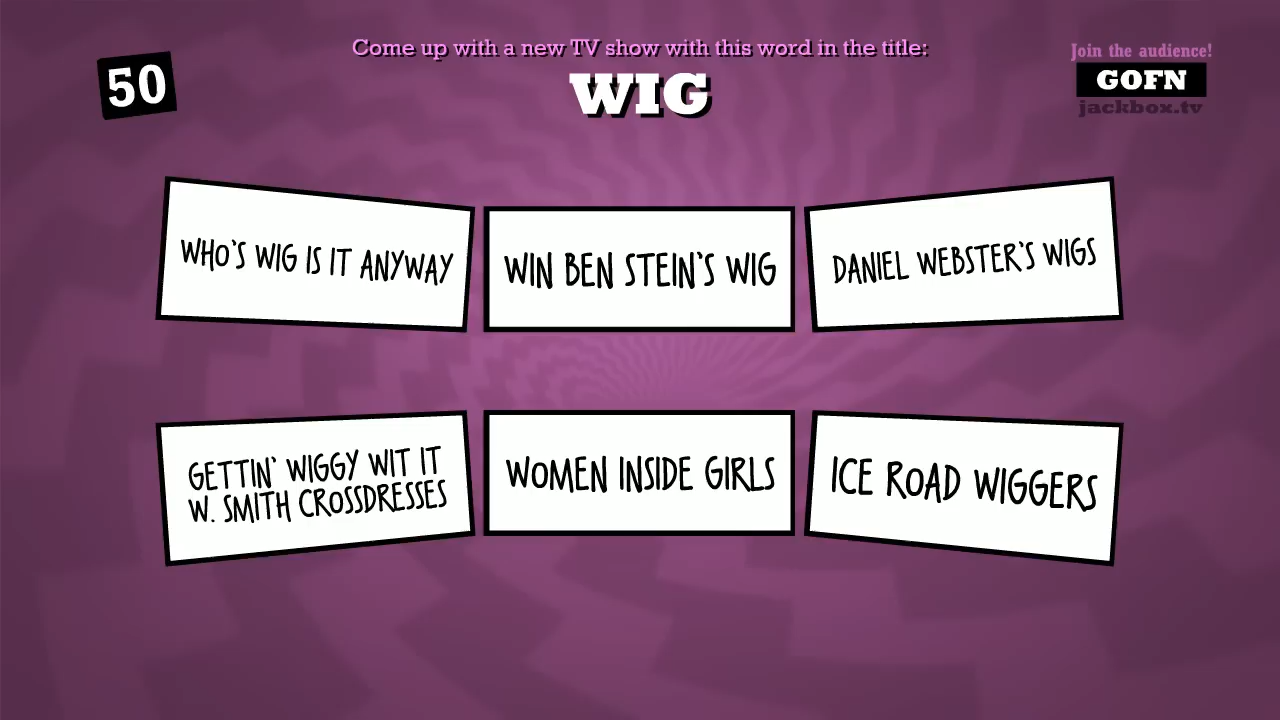 Come up with a new TV show with this word in the title:
WIG
50
Join the audience!
GOFN
jackbox.tv
WHO'S WIG IS IT ANYWAY
WIN BEN STEIN'S WIG
DANIEL WEBSTER'S WIGS
GETTIN' WIGGY WIT IT
W. SMITH CROSSDRESSES
WOMEN INSIDE GIRLS
ICE ROAD WIGGERS